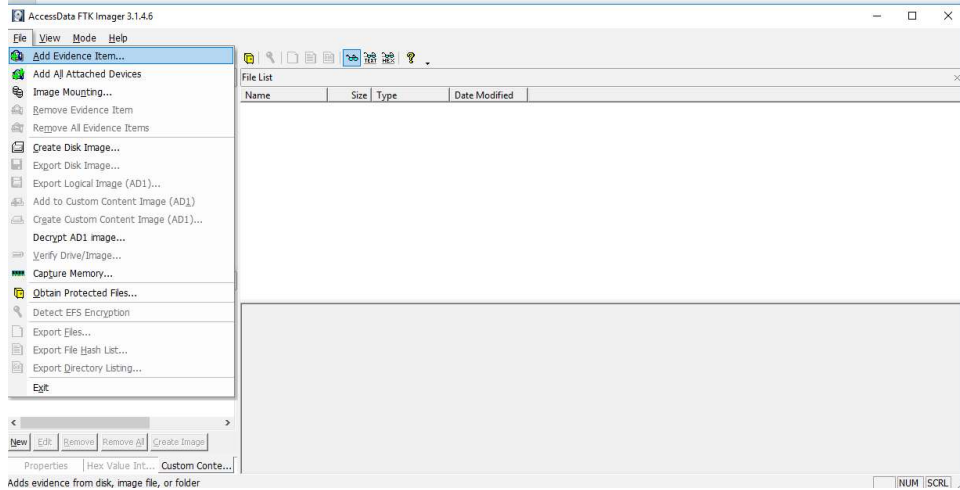 AccessData FTK Imager 3.1.4.6
File View Mode Help
Add Evidence Item...
Add All Attached Devices
Image Mounting...
Remove Evidence Item
Remove All Evidence Items
Create Disk Image...
Export Disk Image...
Export Logical Image (AD1)...
Add to Custom Content Image (AD1)
Create Custom Content Image (AD1)...
Decrypt AD1 image...
Verify Drive/Image...
Capture Memory...
Obtain Protected Files...
Detect EFS Encryption
Export Files...
Export File Hash List...
Export Directory Listing...
Exit
TEXT HEX
File List
Name Size Type Date Modified
New Edit Remove Remove All Create Image
Properties Hex Value Int... Custom Conte...
Adds evidence from disk, image file, or folder
NUM SCRL